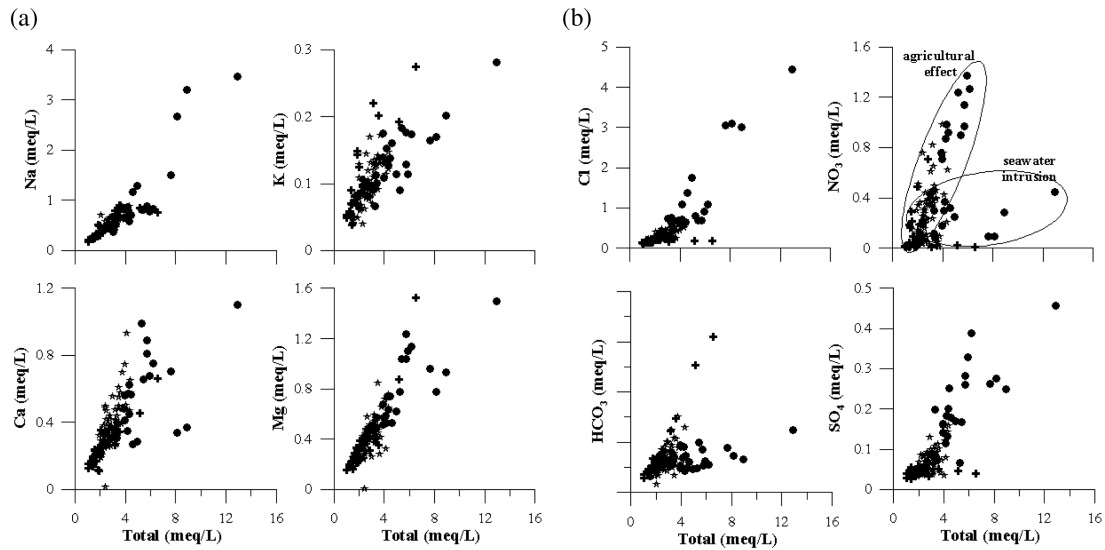 (a)
(b)
4
3
2
1
0
Na (meq/L)
0.3
0.2
0.1
0.0
K (meq/L)
5
4
3
2
1
0
Cl (meq/L)
1.6
1.2
0.8
0.4
0.0
NO3 (meq/L)
agricultural
effect
seawater
intrusion
1.2
0.8
0.4
0.0
Ca (meq/L)
0 4 8 12 16
Total (meq/L)
1.6
1.2
0.8
0.4
0.0
Mg (meq/L)
0 4 8 12 16
Total (meq/L)
HCO3 (meq/L)
0 4 8 12 16
Total (meq/L)
0.5
0.4
0.3
0.2
0.1
0.0
SO4 (meq/L)
0 4 8 12 16
Total (meq/L)